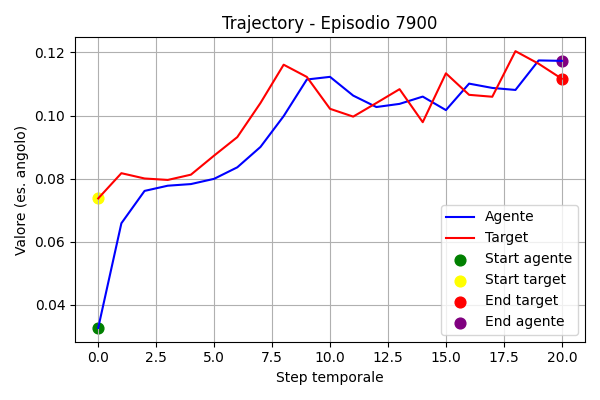 Trajectory - Episodio 7900
Valore (es. angolo)
0.12
0.10
0.08
0.06
0.04
0.0 2.5 5.0 7.5 10.0 12.5 15.0 17.5 20.0
Step temporale
Agente
Target
Start agente
Start target
End target
End agente